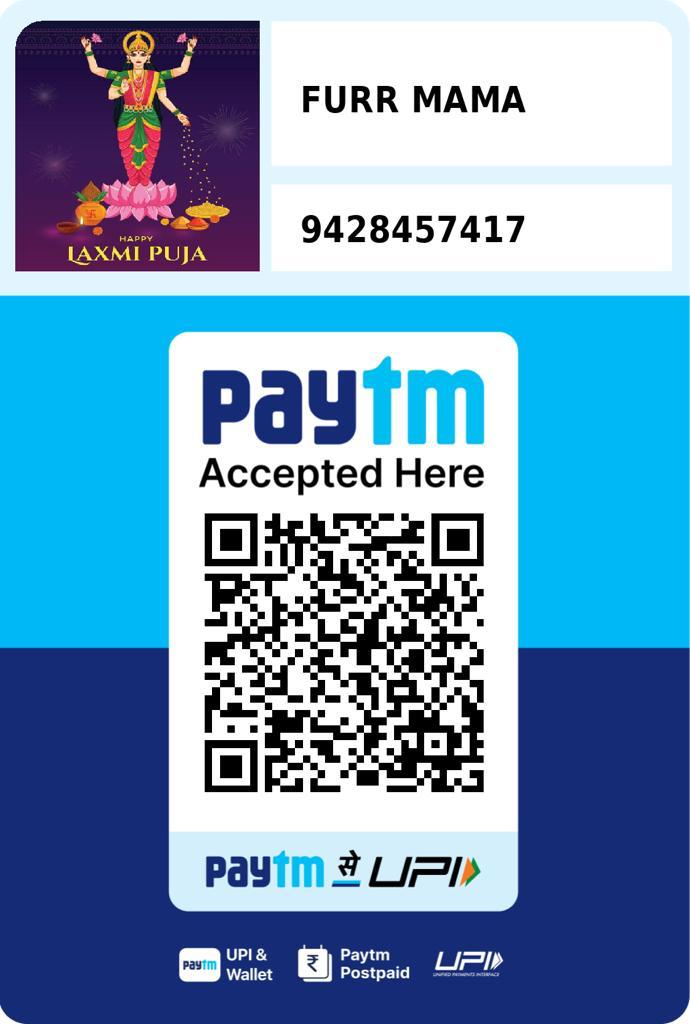 FURR MAMA
HAPPY
LAXMI PUJA
9428457417
paytm
Accepted Here
paytm से UPI
paytm
UPI &
Wallet
₹
Paytm
Postpaid
UPI
UNIFIED PAYMENTS INTERFACE